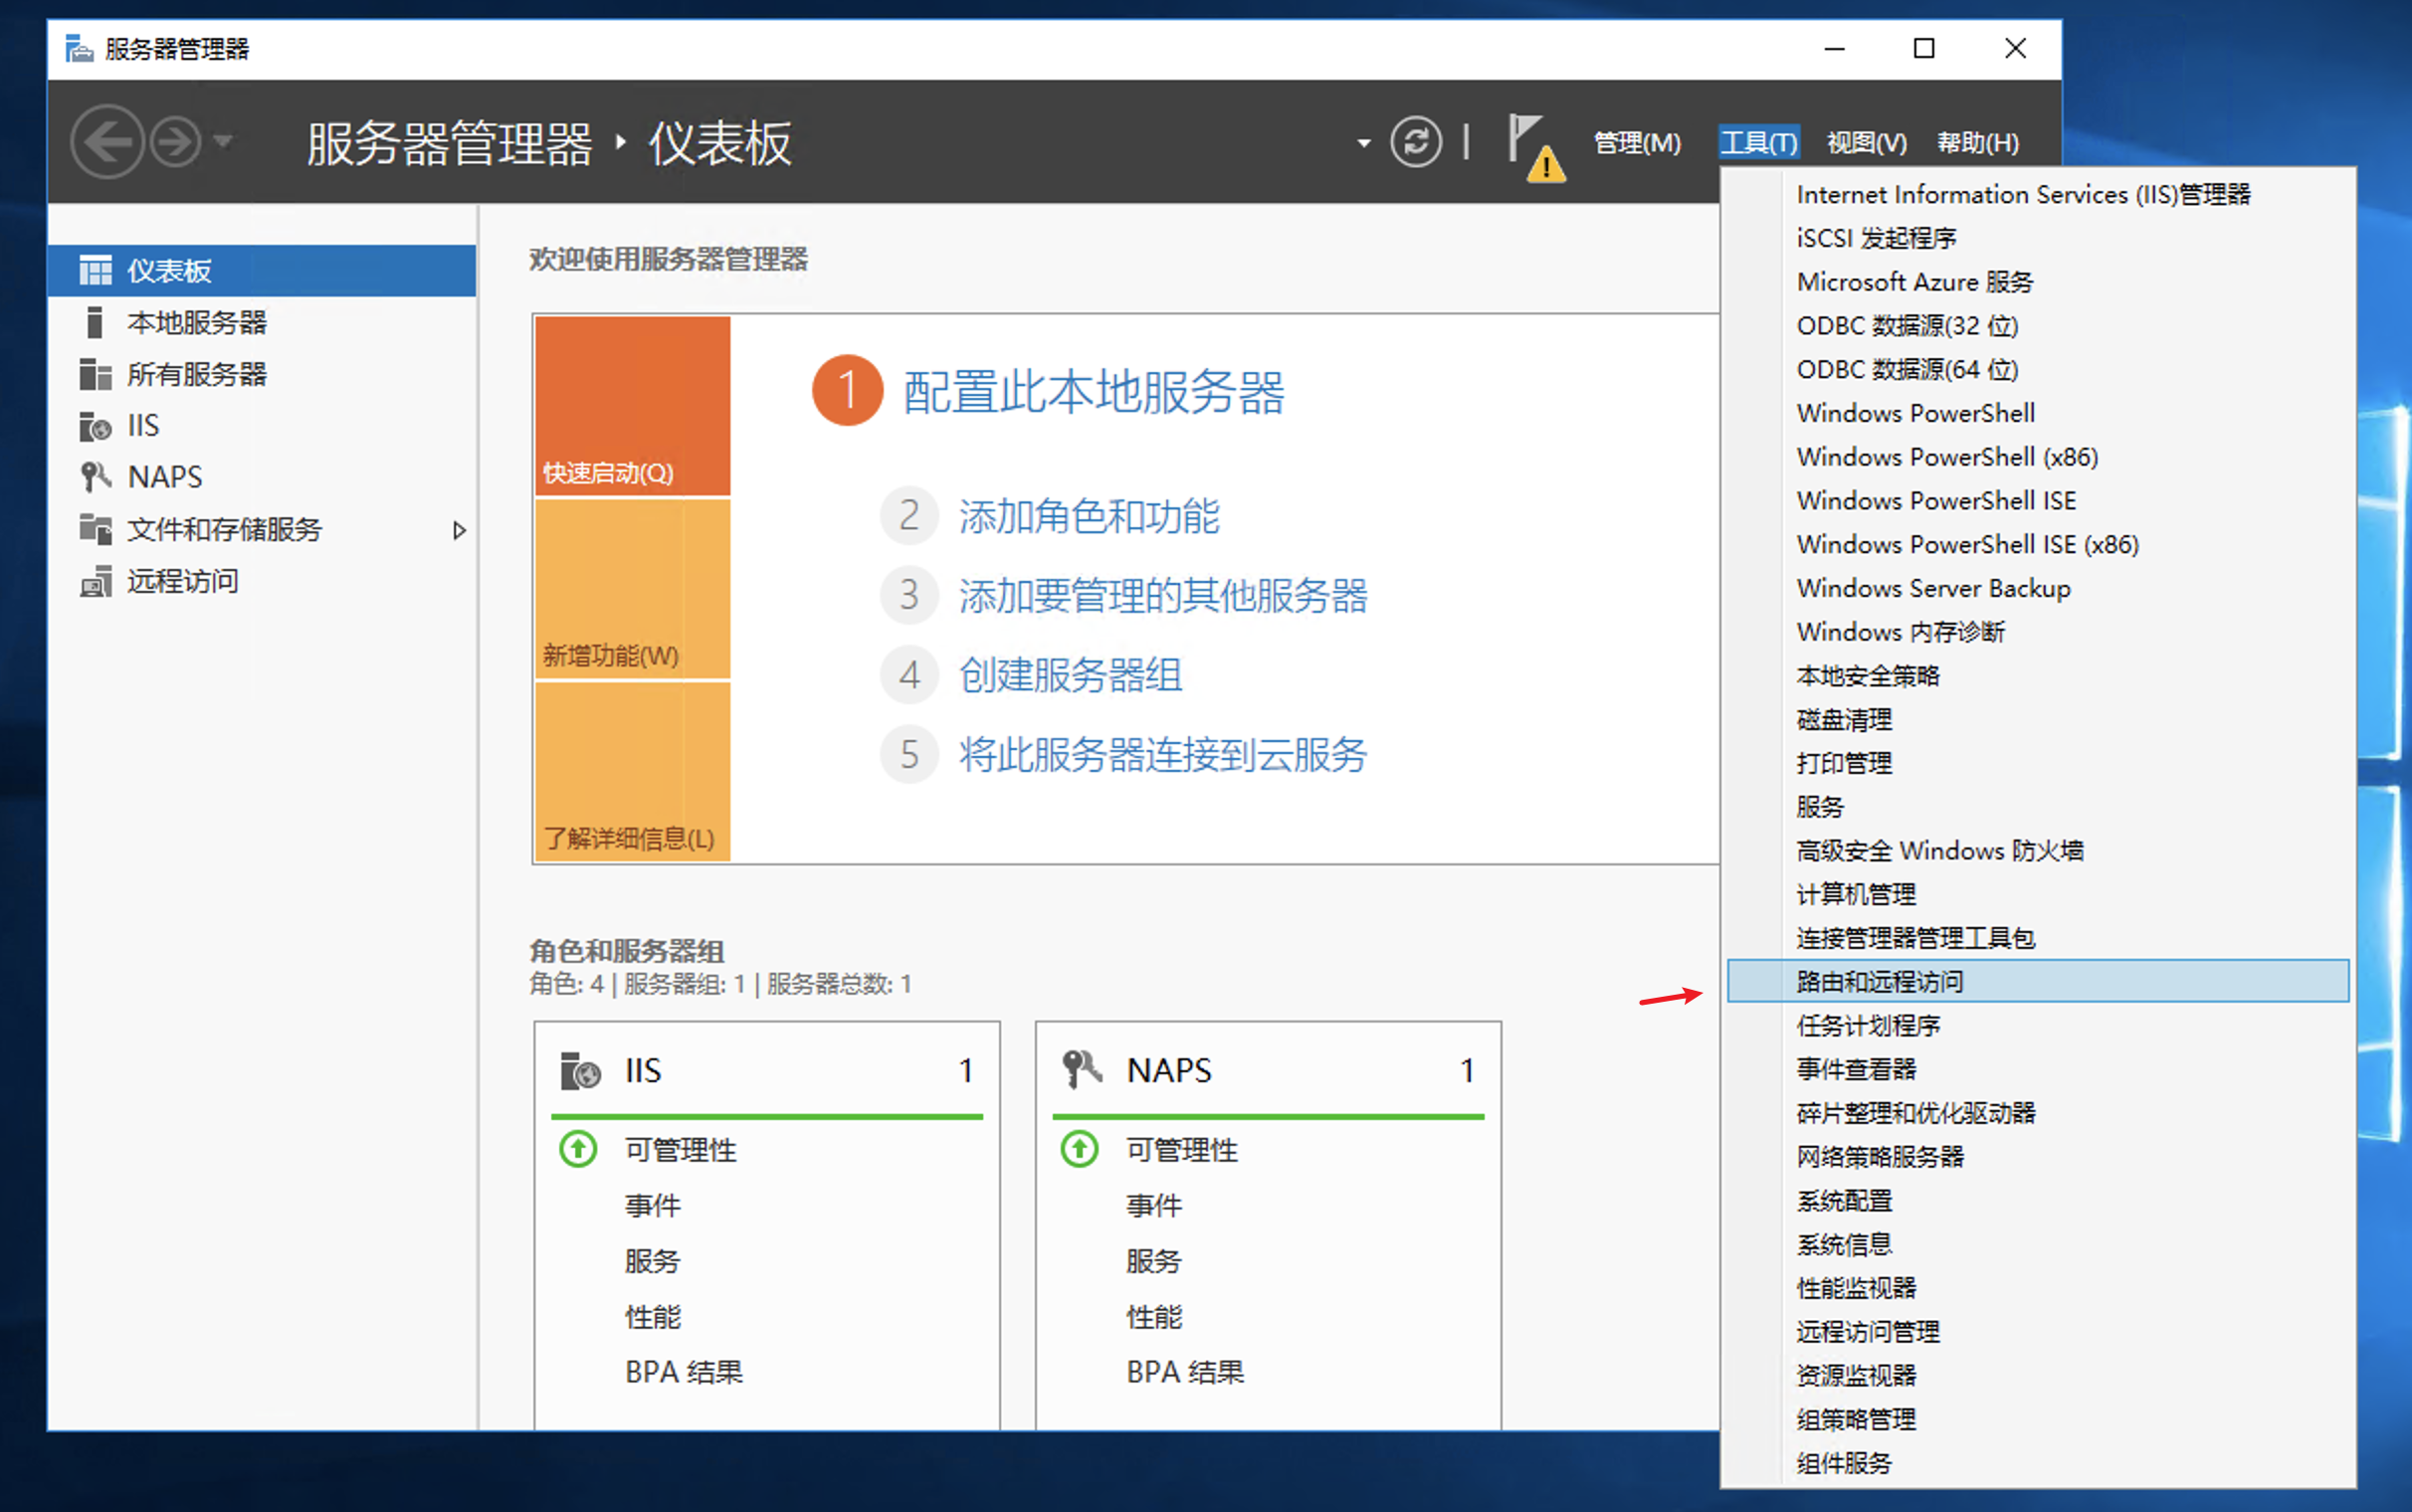 服务器管理器
服务器管理器 仪表板
管理(M) 工具(T) 视图(V) 帮助(H)
仪表板
本地服务器
所有服务器
IIS
NAPS
文件和存储服务
远程访问
欢迎使用服务器管理器
快速启动(Q)
新增功能(W)
了解详细信息(L)
1 配置此本地服务器
2 添加角色和功能
3 添加要管理的其他服务器
4 创建服务器组
5 将此服务器连接到云服务
角色和服务器组
角色: 4 | 服务器组: 1 | 服务器总数: 1
IIS 1
可管理性
事件
服务
性能
BPA 结果
NAPS 1
可管理性
事件
服务
性能
BPA 结果
Internet Information Services (IIS)管理器
iSCSI 发起程序
Microsoft Azure 服务
ODBC 数据源(32 位)
ODBC 数据源(64 位)
Windows PowerShell
Windows PowerShell (x86)
Windows PowerShell ISE
Windows PowerShell ISE (x86)
Windows Server Backup
Windows 内存诊断
本地安全策略
磁盘清理
打印管理
服务
高级安全 Windows 防火墙
计算机管理
连接管理器管理工具包
路由和远程访问
任务计划程序
事件查看器
碎片整理和优化驱动器
网络策略服务器
系统配置
系统信息
性能监视器
远程访问管理
资源监视器
组策略管理
组件服务